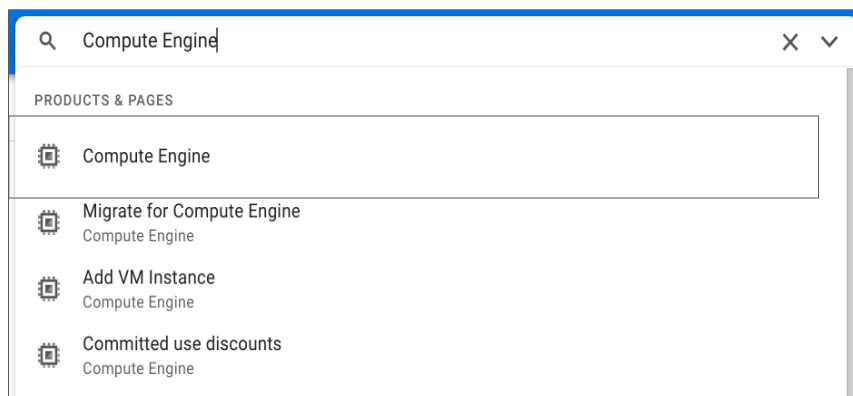 Compute Engine
PRODUCTS & PAGES
Compute Engine
Migrate for Compute Engine
Compute Engine
Add VM Instance
Compute Engine
Committed use discounts
Compute Engine